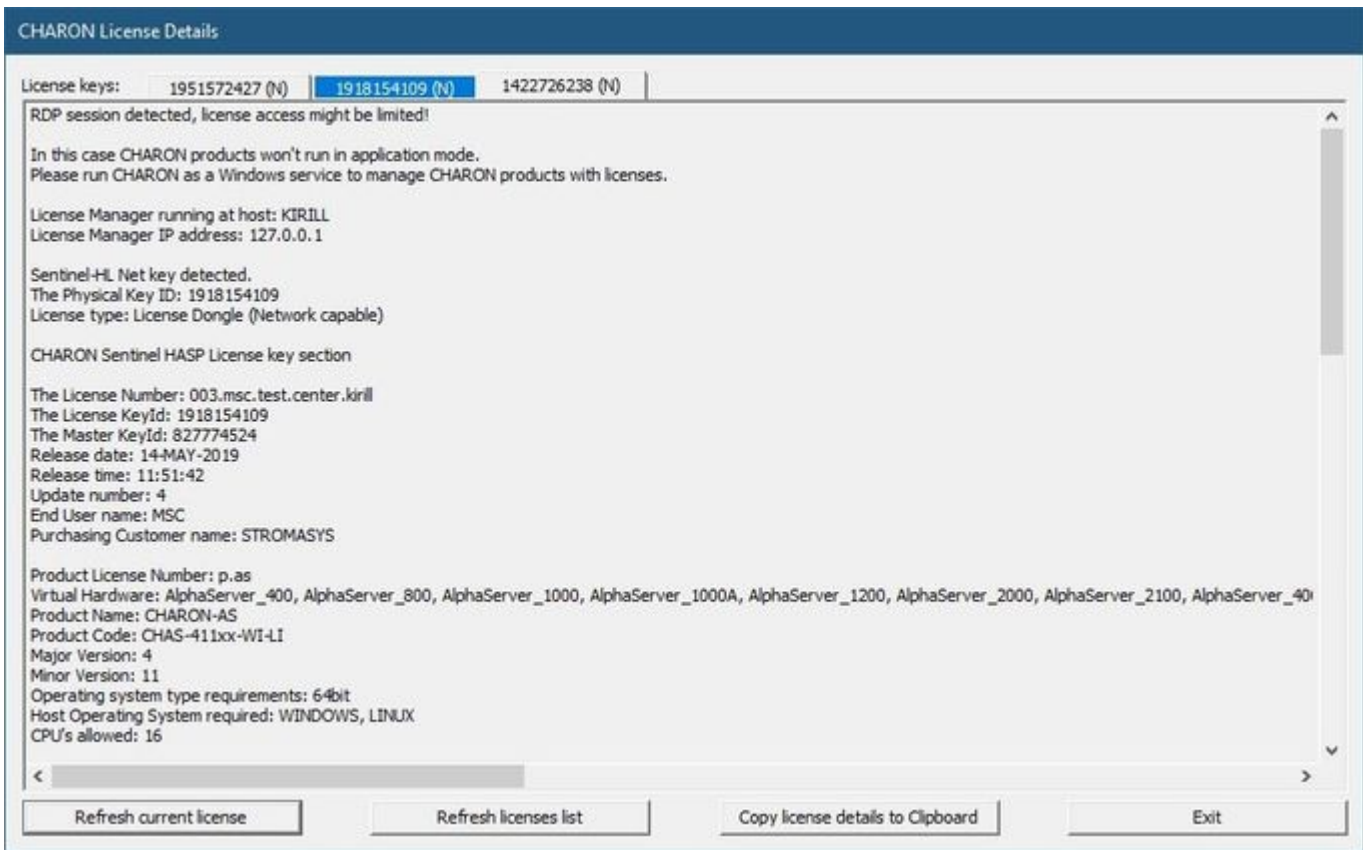 CHARON License Details
License keys: 1951572427 (N) 1918154109 (N) 1422726238 (N)
RDP session detected, license access might be limited!
In this case CHARON products won't run in application mode.
Please run CHARON as a Windows service to manage CHARON products with licenses.
License Manager running at host: KIRILL
License Manager IP address: 127.0.0.1
Sentinel-HL Net key detected.
The Physical Key ID: 1918154109
License type: License Dongle (Network capable)
CHARON Sentinel HASP License key section
The License Number: 003.msc.test.center.kirill
The License KeyId: 1918154109
The Master KeyId: 827774524
Release date: 14-MAY-2019
Release time: 11:51:42
Update number: 4
End User name: MSC
Purchasing Customer name: STROMASYS
Product License Number: p.as
Virtual Hardware: AlphaServer_400, AlphaServer_800, AlphaServer_1000, AlphaServer_1000A, AlphaServer_1200, AlphaServer_2000, AlphaServer_2100, AlphaServer_40
Product Name: CHARON-AS
Product Code: CHAS-411xx-WI-LI
Major Version: 4
Minor Version: 11
Operating system type requirements: 64bit
Host Operating System required: WINDOWS, LINUX
CPU's allowed: 16
Refresh current license Refresh licenses list Copy license details to Clipboard Exit